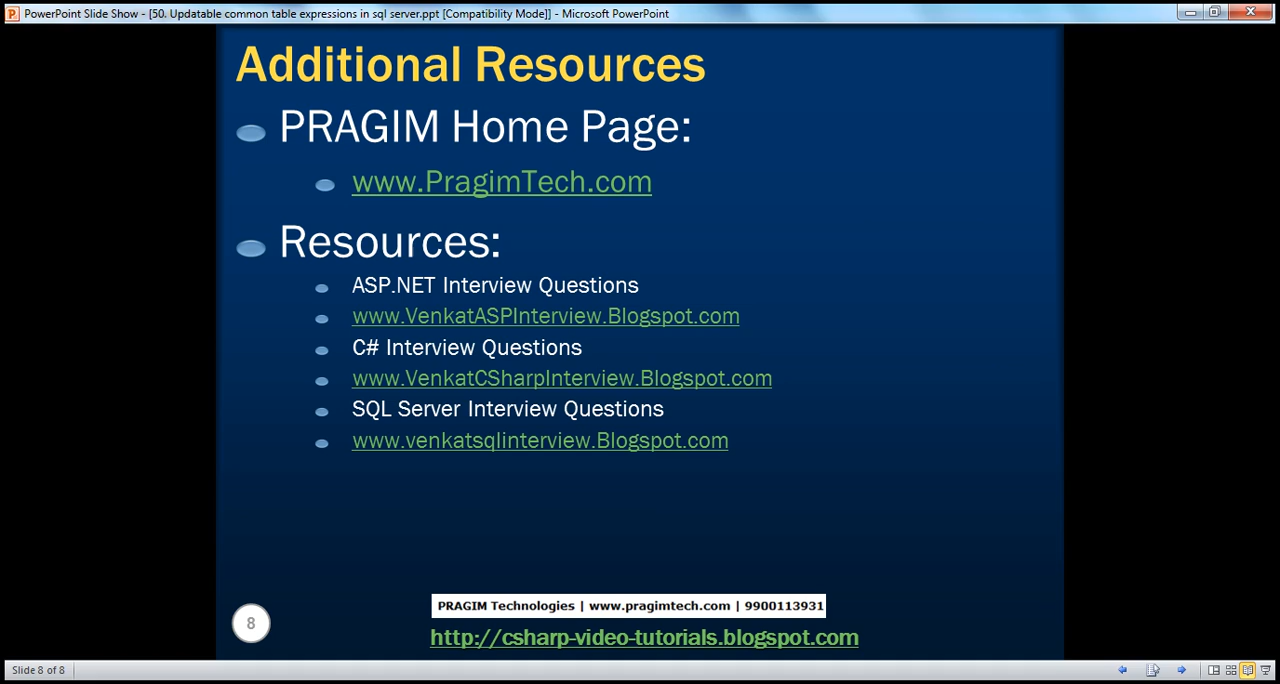 PowerPoint Slide Show - [50. Updatable common table expressions in sql server.ppt [Compatibility Mode]] - Microsoft PowerPoint
Additional Resources
PRAGIM Home Page:
www.PragimTech.com
Resources:
ASP.NET Interview Questions
www.VenkatASPInterview.Blogspot.com
C# Interview Questions
www.VenkatCSharpInterview.Blogspot.com
SQL Server Interview Questions
www.venkatsqlinterview.Blogspot.com
PRAGIM Technologies | www.pragimtech.com | 9900113931
8
http://csharp-video-tutorials.blogspot.com
Slide 8 of 8